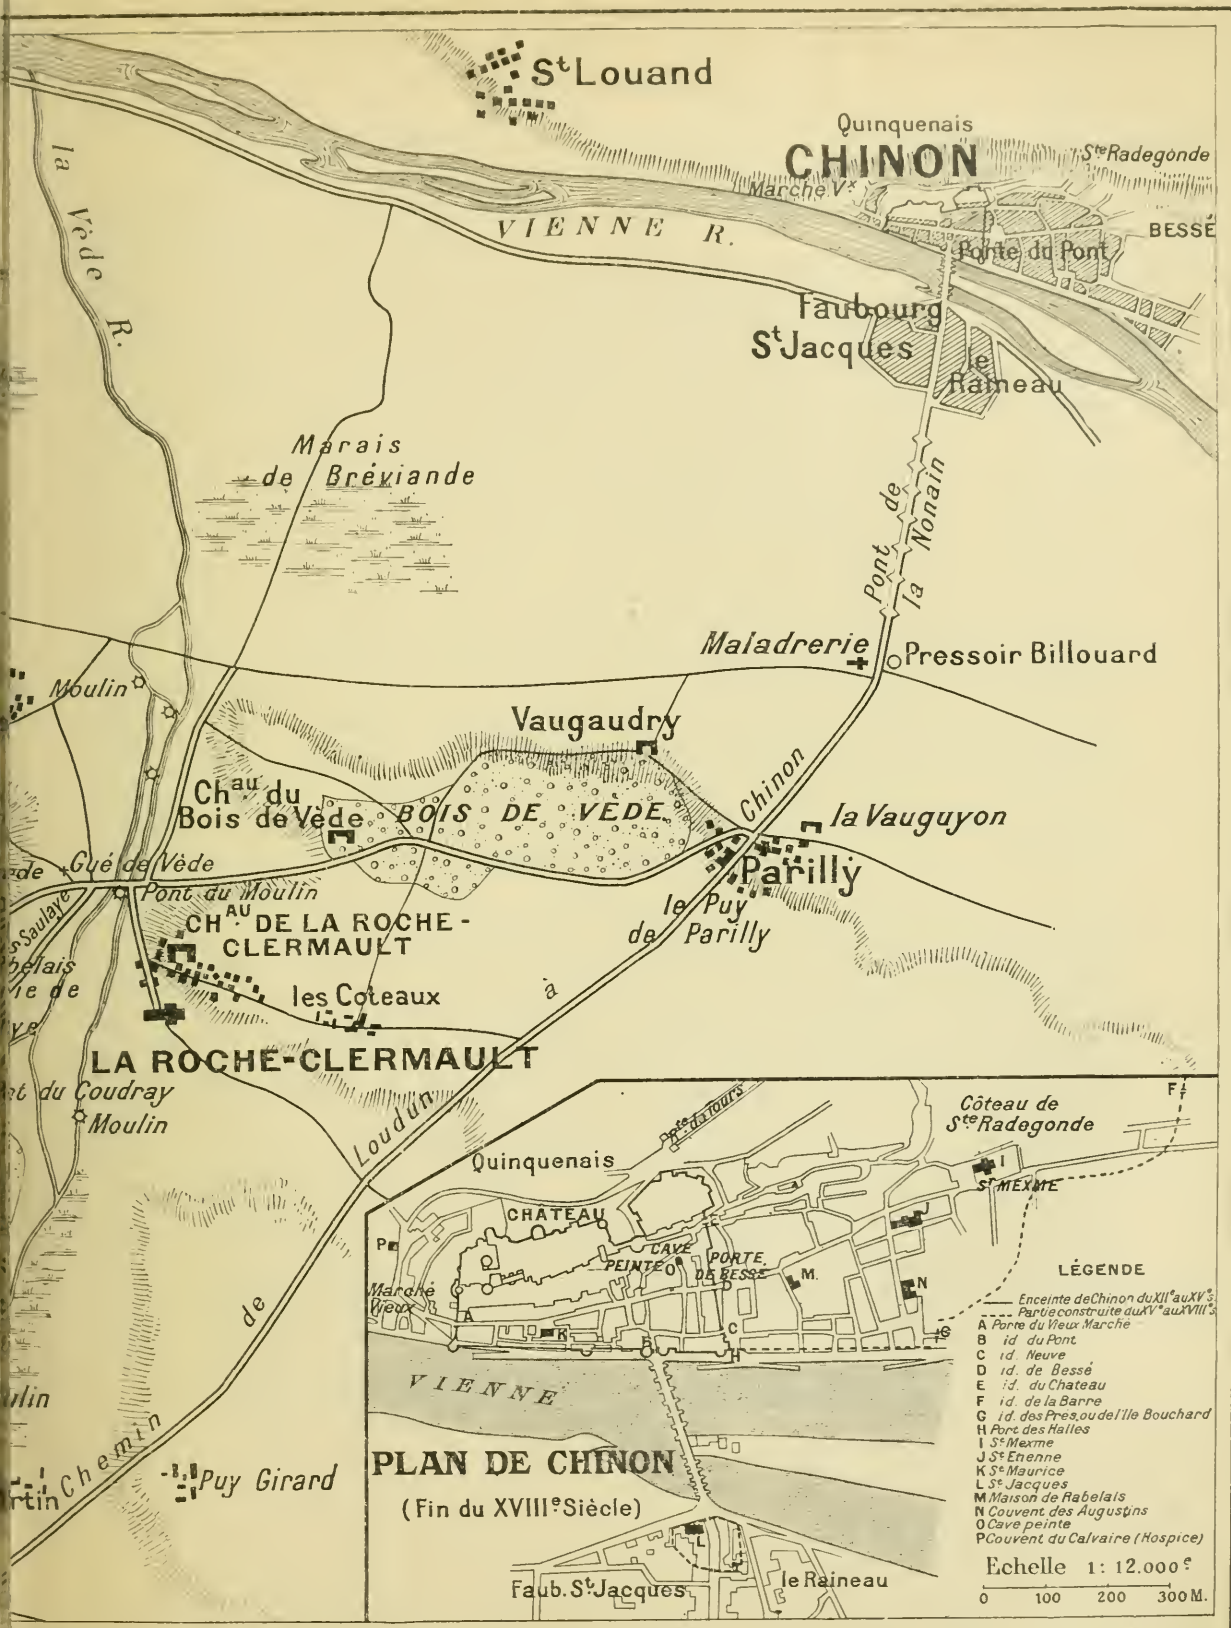 St Louand
Quinquenais
CHINON
Ste Radegonde
Marche Vx
BESSÉ
la Vède R.
VIENNE R.
Porte du Pont
Faubourg
St Jacques
le
Raineau
Marais
de Bréviande
Pont de
la Nonain
Maladrerie
Pressoir Billouard
Moulin
Vaugaudry
Chau du
Bois de Vède
BOIS DE VÈDE
Chinon
la Vauguyon
Gué de Vède
Parilly
Pont du Moulin
le Puy
de Parilly
Saulaye
CHAU DE LA ROCHE-
CLERMAULT
les Coteaux
à
LA ROCHE-CLERMAULT
du Coudray
Moulin
Loudun
de
Chemin
Puy Girard
Rte de Tours
Côteau de
Ste Radegonde
F
Quinquenais
I
St MEXME
CHÂTEAU
J
P
CAVE
PEINTE O
PORTE
DE BESSÉ
D
M.
N
Marché
Vieux
A
K
B
C
H
G
VIENNE
PLAN DE CHINON
(Fin du XVIIIe Siècle)
L
Faub. St Jacques
le Raineau
LÉGENDE
Enceinte de Chinon du XIIe au XVe s.
Partie construite du XVe au XVIIIe s.
A Porte du Vieux Marché
B id du Pont
C id. Neuve
D id. de Bessé
E id. du Chateau
F id. de la Barre
G id. des Prés, ou de l'Ile Bouchard
H Port des Halles
I St Mexme
J St Etienne
K St Maurice
L St Jacques
M Maison de Rabelais
N Couvent des Augustins
O Cave peinte
P Couvent du Calvaire (Hospice)
Echelle 1: 12.000e
0 100 200 300 M.